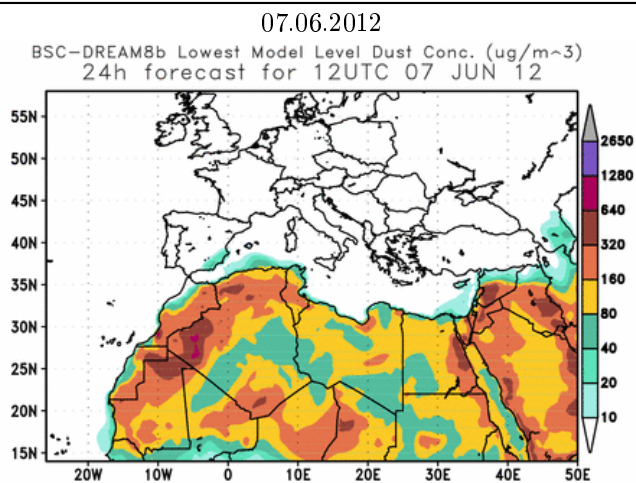 07.06.2012
BSC-DREAM8b Lowest Model Level Dust Conc. (ug/m^3)
24h forecast for 12UTC 07 JUN 12
55N
50N
45N
40N
35N
30N
25N
20N
15N
20W 10W 0 10E 20E 30E 40E 50E
2650
1280
640
320
160
80
40
20
10